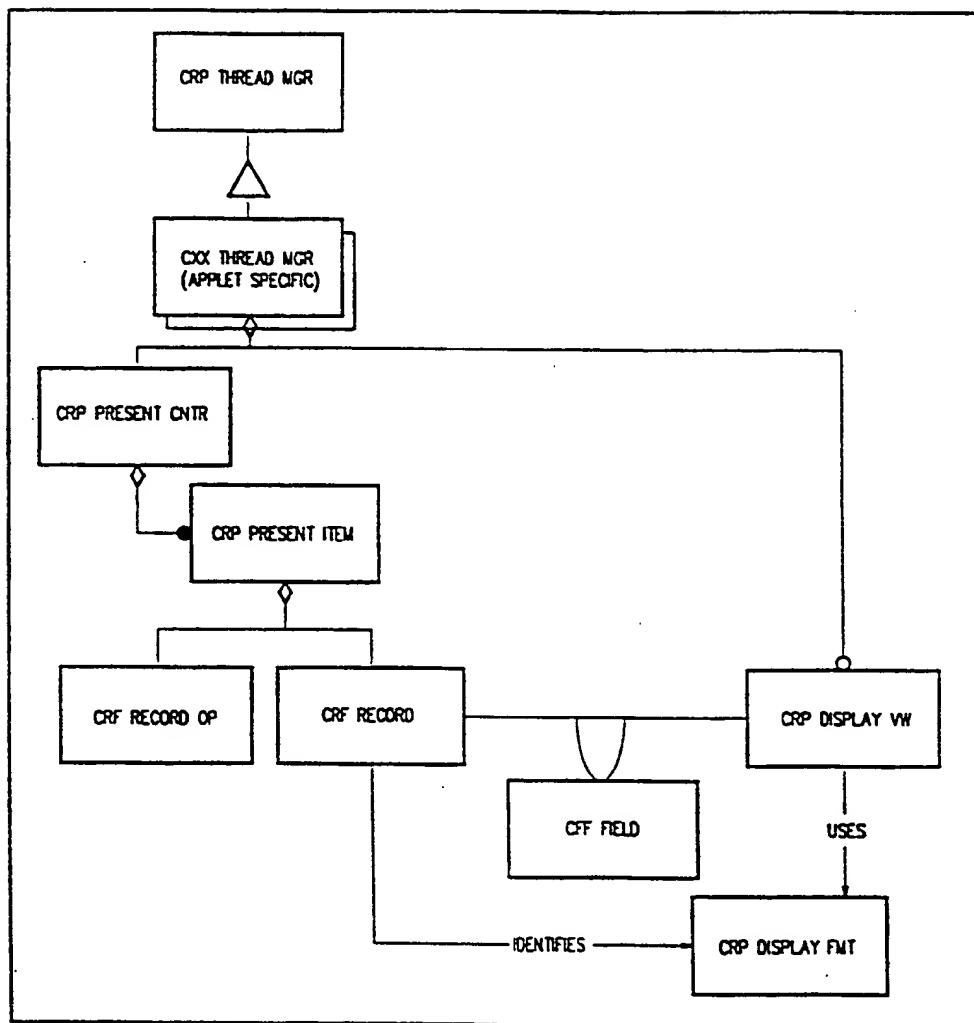 CRP THREAD MGR
CXX THREAD MGR
(APPLET SPECIFIC)
CRP PRESENT CNTR
CRP PRESENT ITEM
CRF RECORD OP
CRF RECORD
CRP DISPLAY VW
CFF FIELD
USES
IDENTIFIES
CRP DISPLAY FMT